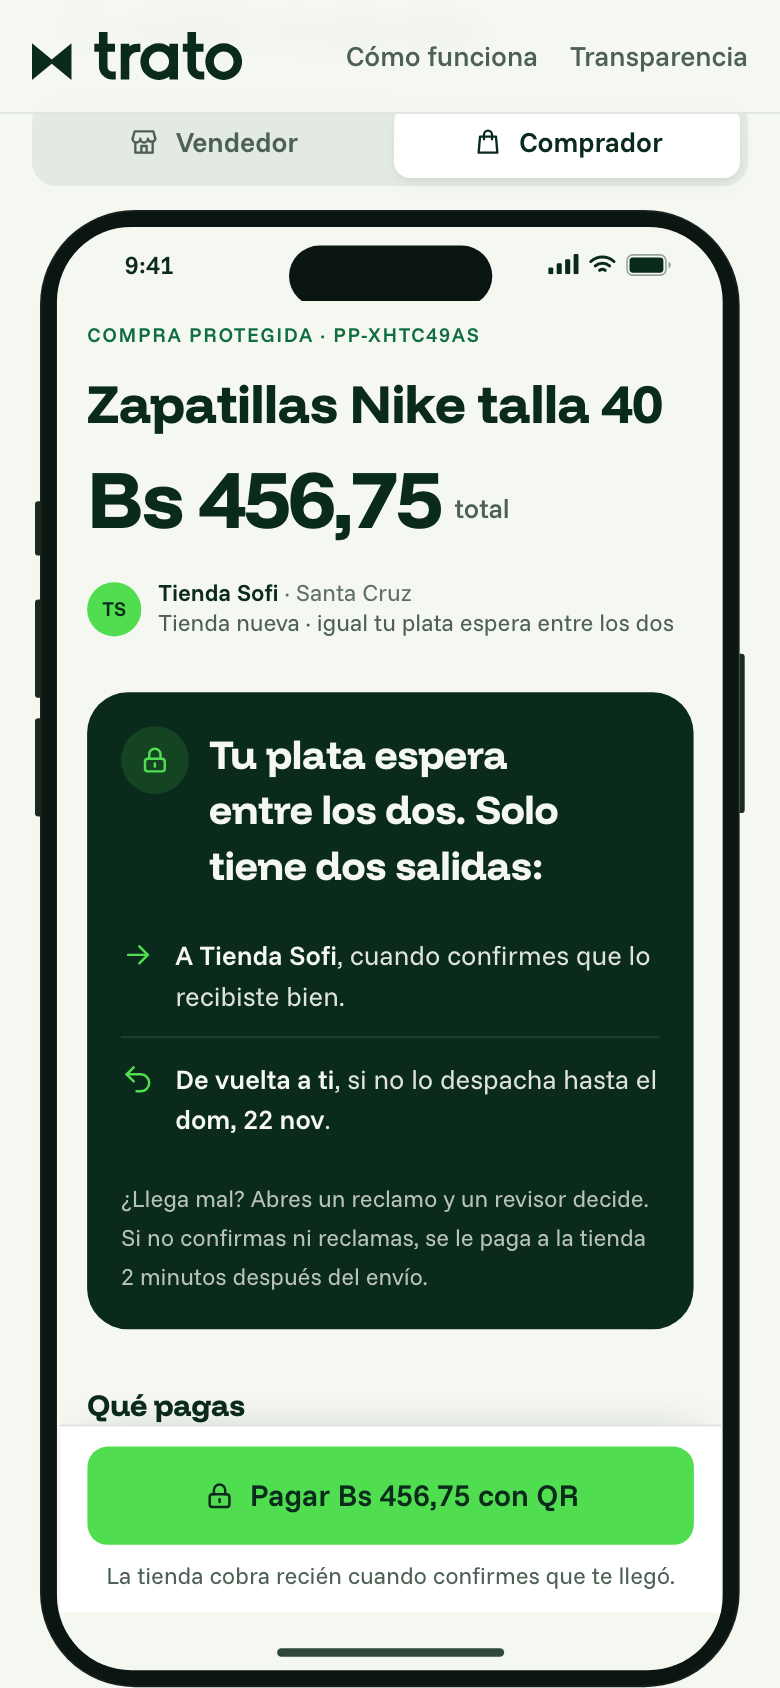 trato
Cómo funciona
Transparencia
Vendedor
Comprador
9:41
COMPRA PROTEGIDA · PP-XHTC49AS
Zapatillas Nike talla 40
Bs 456,75 total
TS
Tienda Sofi · Santa Cruz
Tienda nueva · igual tu plata espera entre los dos
Tu plata espera
entre los dos. Solo
tiene dos salidas:
A Tienda Sofi, cuando confirmes que lo
recibiste bien.
De vuelta a ti, si no lo despacha hasta el
dom, 22 nov.
¿Llega mal? Abres un reclamo y un revisor decide.
Si no confirmas ni reclamas, se le paga a la tienda
2 minutos después del envío.
Qué pagas
Pagar Bs 456,75 con QR
La tienda cobra recién cuando confirmes que te llegó.